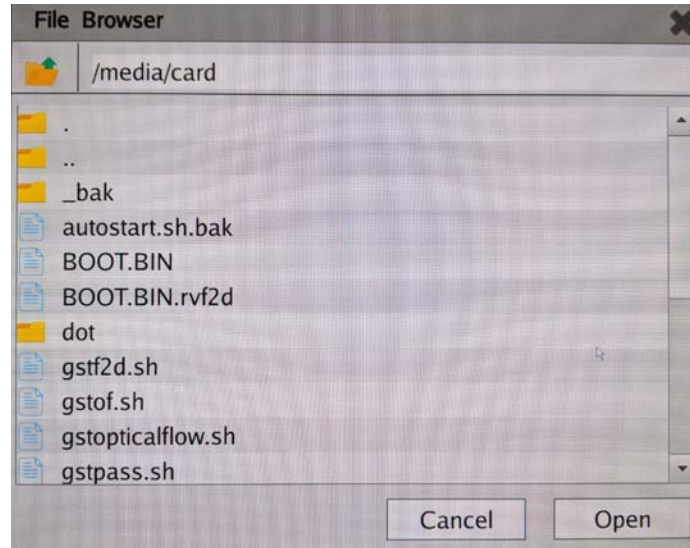 File Browser
/media/card
.
..
_bak
autostart.sh.bak
BOOT.BIN
BOOT.BIN.rvf2d
dot
gstf2d.sh
gstof.sh
gstopticalflow.sh
gstpass.sh
Cancel
Open